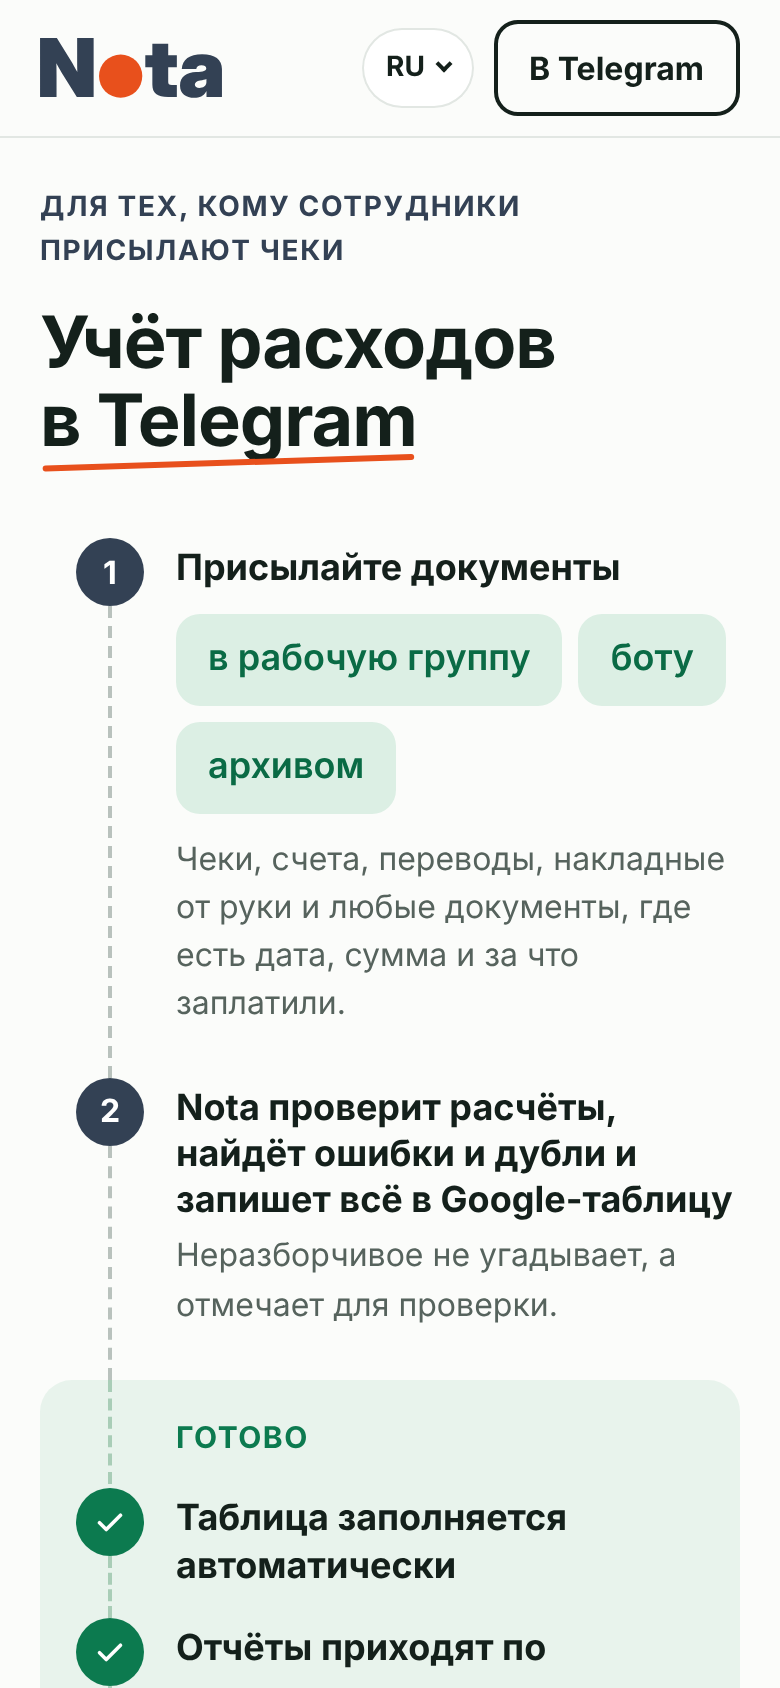 Nota
RU
В Telegram
ДЛЯ ТЕХ, КОМУ СОТРУДНИКИ
ПРИСЫЛАЮТ ЧЕКИ
Учёт расходов
в Telegram
1
Присылайте документы
в рабочую группу
боту
архивом
Чеки, счета, переводы, накладные
от руки и любые документы, где
есть дата, сумма и за что
заплатили.
2
Nota проверит расчёты,
найдёт ошибки и дубли и
запишет всё в Google-таблицу
Неразборчивое не угадывает, а
отмечает для проверки.
ГОТОВО
Таблица заполняется
автоматически
Отчёты приходят по